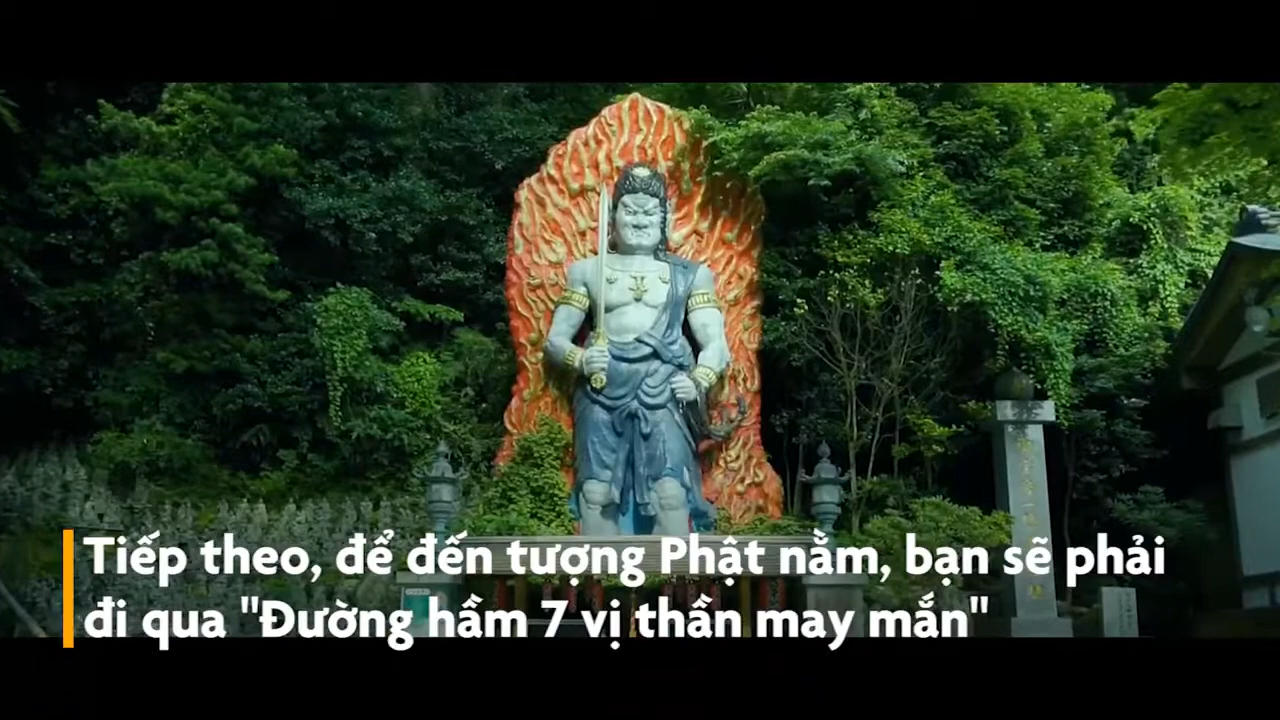 Tiếp theo, để đến tượng Phật nằm, bạn sẽ phải
đi qua "Đường hầm 7 vị thần may mắn"